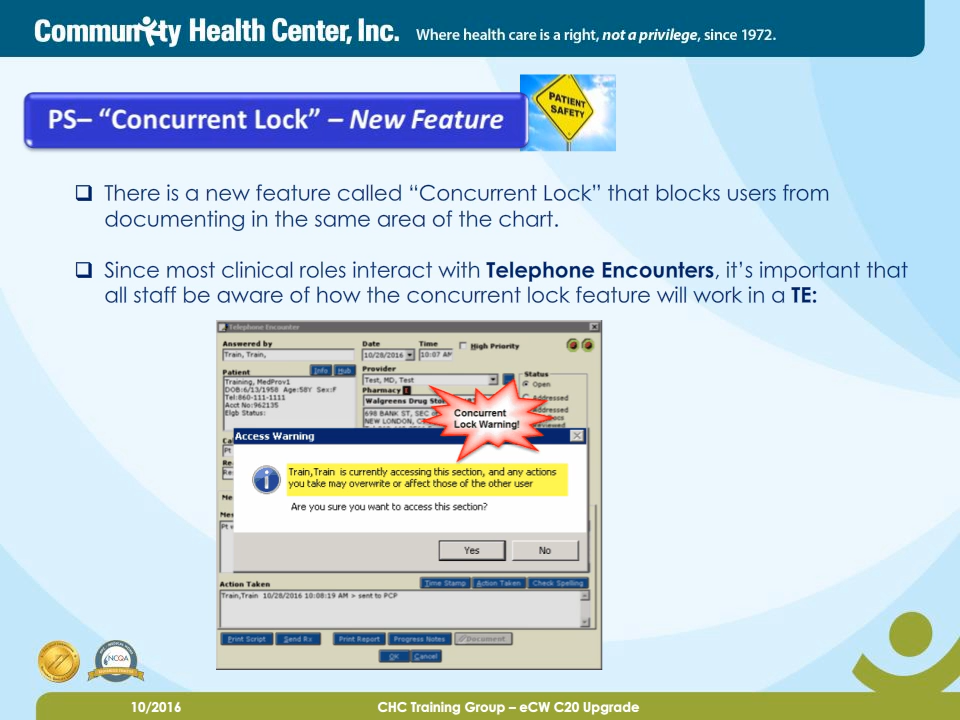 Community Health Center, Inc. Where health care is a right, not a privilege, since 1972.
PATIENT
SAFETY
PS– “Concurrent Lock” – New Feature
There is a new feature called “Concurrent Lock” that blocks users from
documenting in the same area of the chart.
Since most clinical roles interact with Telephone Encounters, it’s important that
all staff be aware of how the concurrent lock feature will work in a TE:
Telephone Encounter
Answered by
Train, Train,
Date
10/28/2016
Time
10:07 AM
High Priority
Patient
Info Hub
Training, MedProv1
DOB:6/13/1958 Age:58Y Sex:F
Tel:860-111-1111
Acct No:962135
Elgb Status:
Provider
Test, MD, Test
Pharmacy E
Walgreens Drug
698 BANK ST, SEC
NEW LONDON,
Status
Open
Addressed
Concurrent
Lock Warning!
Access Warning
Train,Train is currently accessing this section, and any actions
you take may overwrite or affect those of the other user
Are you sure you want to access this section?
Yes No
Action Taken
Time Stamp Action Taken Check Spelling
Train,Train 10/28/2016 10:08:19 AM > sent to PCP
Print Script Send Rx Print Report Progress Notes Document
OK Cancel
NCQA
10/2016
CHC Training Group – eCW C20 Upgrade